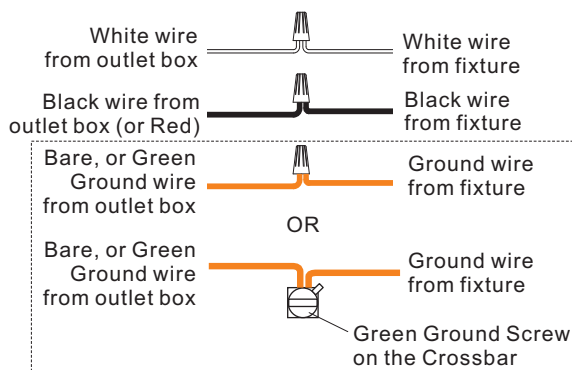 White wire
from outlet box
White wire
from fixture
Black wire from
outlet box (or Red)
Black wire
from fixture
Bare, or Green
Ground wire
from outlet box
Ground wire
from fixture
OR
Bare, or Green
Ground wire
from outlet box
Ground wire
from fixture
Green Ground Screw
on the Crossbar